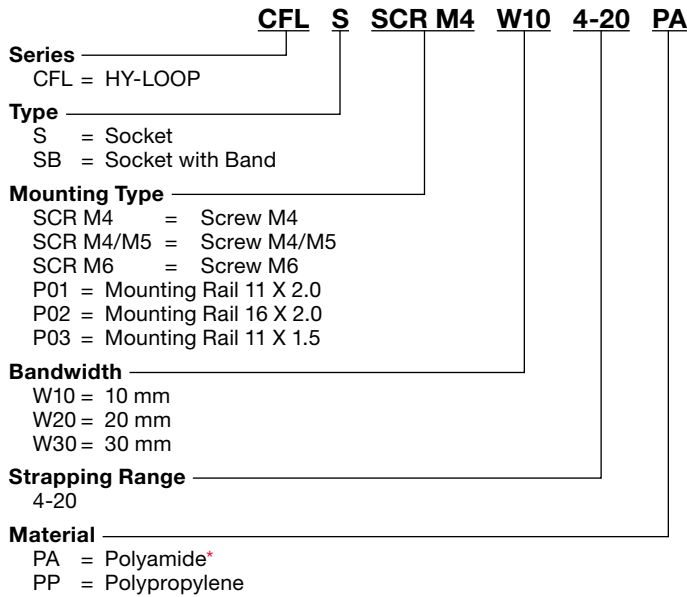 CFL S SCR M4 W10 4-20 PA
Series
CFL = HY-LOOP
Type
S = Socket
SB = Socket with Band
Mounting Type
SCR M4 = Screw M4
SCR M4/M5 = Screw M4/M5
SCR M6 = Screw M6
P01 = Mounting Rail 11 X 2.0
P02 = Mounting Rail 16 X 2.0
P03 = Mounting Rail 11 X 1.5
Bandwidth
W10 = 10 mm
W20 = 20 mm
W30 = 30 mm
Strapping Range
4-20
Material
PA = Polyamide*
PP = Polypropylene